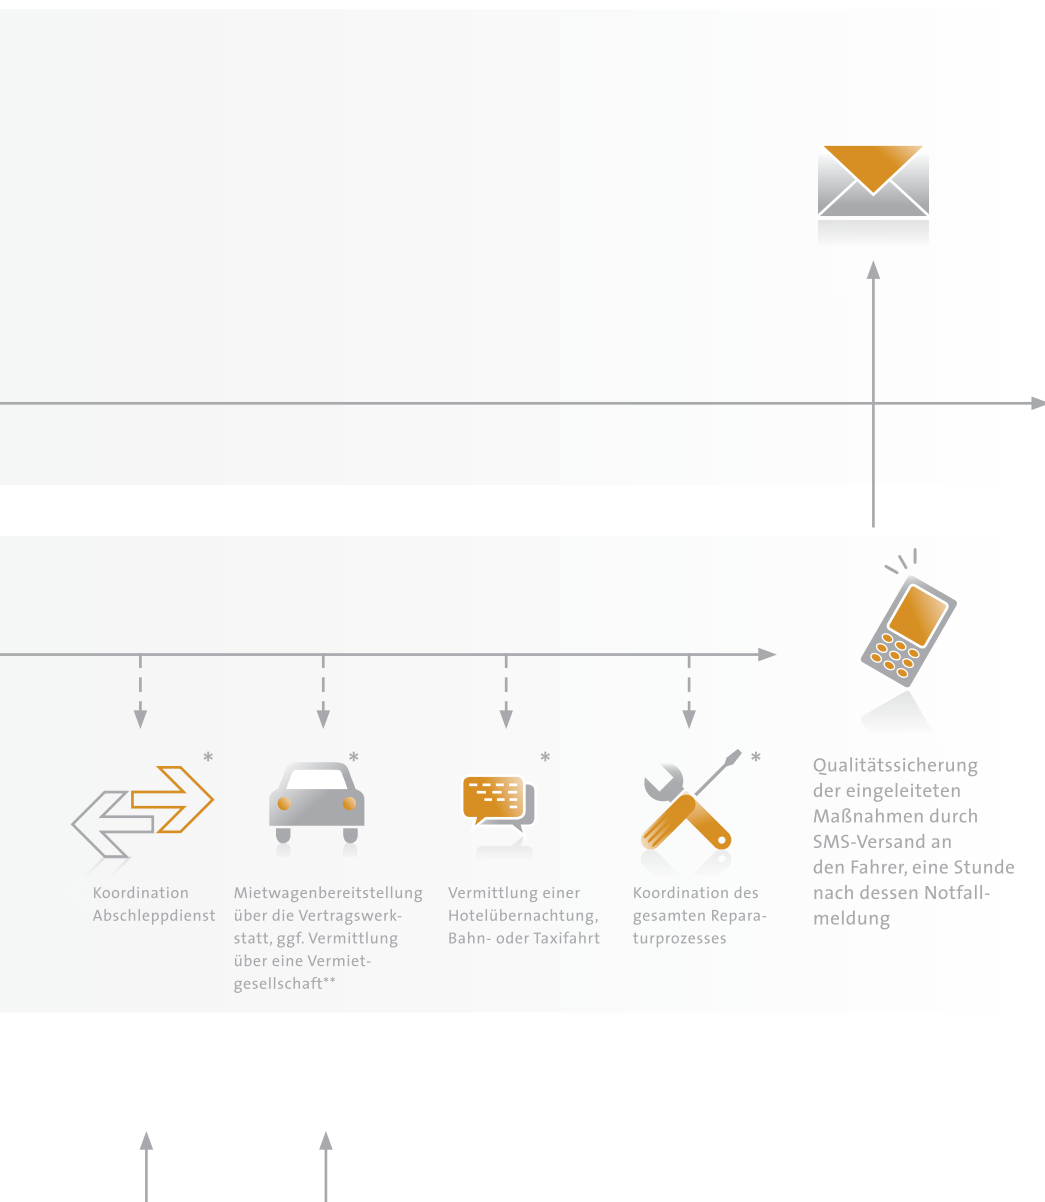 *
*
*
*
Koordination
Abschleppdienst
Mietwagenbereitstellung
über die Vertragswerk-
statt, ggf. Vermittlung
über eine Vermiet-
gesellschaft**
Vermittlung einer
Hotelübernachtung,
Bahn- oder Taxifahrt
Koordination des
gesamten Repara-
turprozesses
Qualitätssicherung
der eingeleiteten
Maßnahmen durch
SMS-Versand an
den Fahrer, eine Stunde
nach dessen Notfall-
meldung